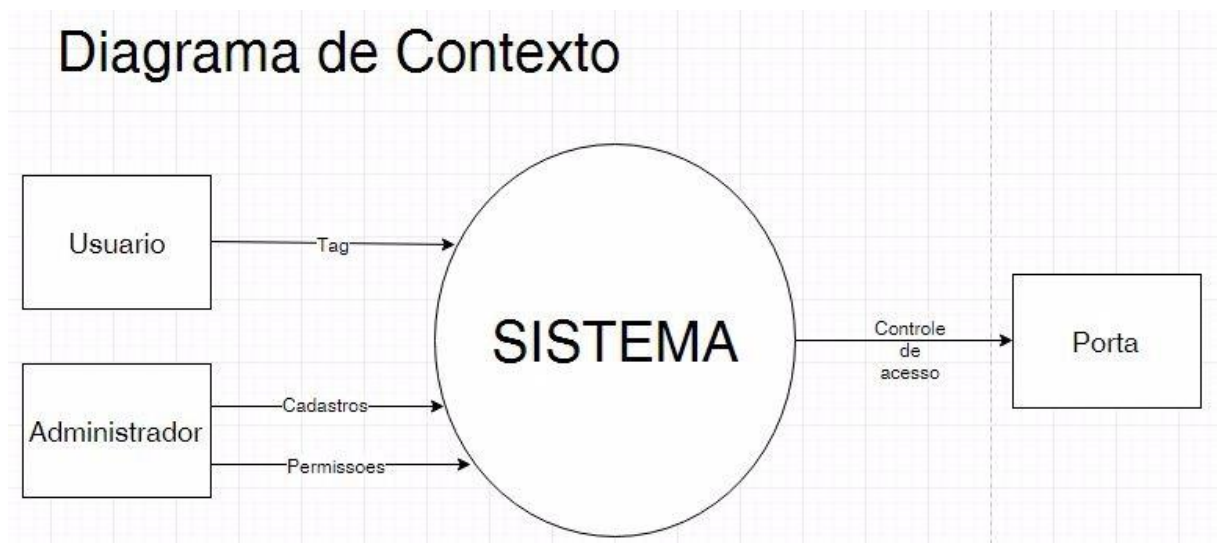 Diagrama de Contexto
Usuario
Tag
SISTEMA
Controle
de
acesso
Porta
Administrador
Cadastros
Permissoes